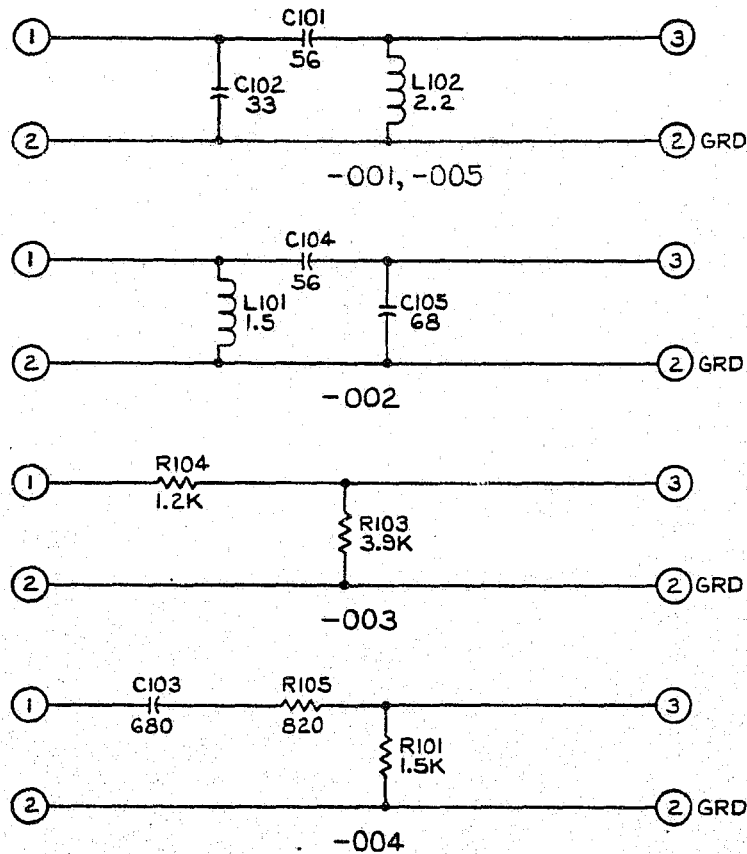 C101
1
56
3
C102
33
L102
2.2
2
2 GRD
-001, -005
C104
1
56
3
L101
1.5
C105
68
2
2 GRD
-002
R104
1
1.2K
3
R103
3.9K
2
2 GRD
-003
C103
R105
1
680
820
3
R101
1.5K
2
2 GRD
-004